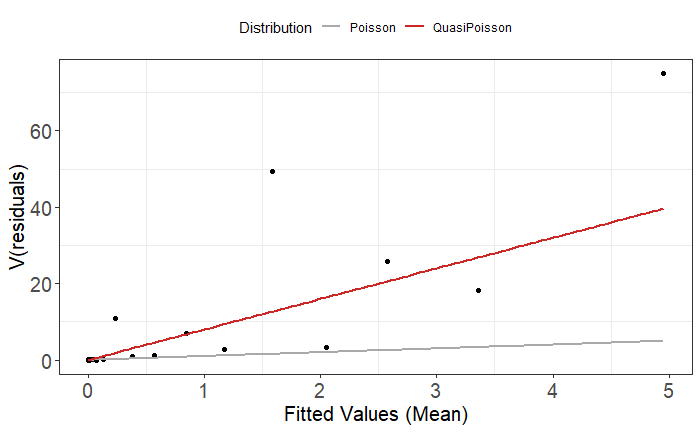 Distribution Poisson QuasiPoisson
V(residuals)
60
40
20
0
0 1 2 3 4 5
Fitted Values (Mean)